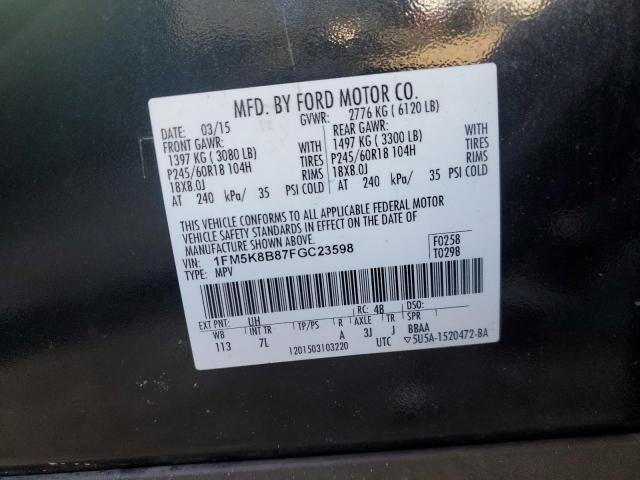 MFD. BY FORD MOTOR CO.
DATE: 03/15 GVWR: 2776 KG ( 6120 LB)
FRONT GAWR: REAR GAWR:
1397 KG ( 3080 LB) WITH 1497 KG ( 3300 LB) WITH
P245/60R18 104H TIRES P245/60R18 104H TIRES
18X8.0J RIMS 18X8.0J RIMS
AT 240 kPa/ 35 PSI COLD AT 240 kPa/ 35 PSI COLD
THIS VEHICLE CONFORMS TO ALL APPLICABLE FEDERAL MOTOR
VEHICLE SAFETY STANDARDS IN EFFECT ON THE DATE OF
MANUFACTURE SHOWN ABOVE.
VIN: 1FM5K8B87FGC23598 F0258
TYPE: MPV T0298
EXT PNT: UH RC: 4B DSO:
WB INT TR TP/PS R AXLE TR SPR
113 7L A 3J J BBAA
1201503103220 UTC ▽5U5A-1520472-BA